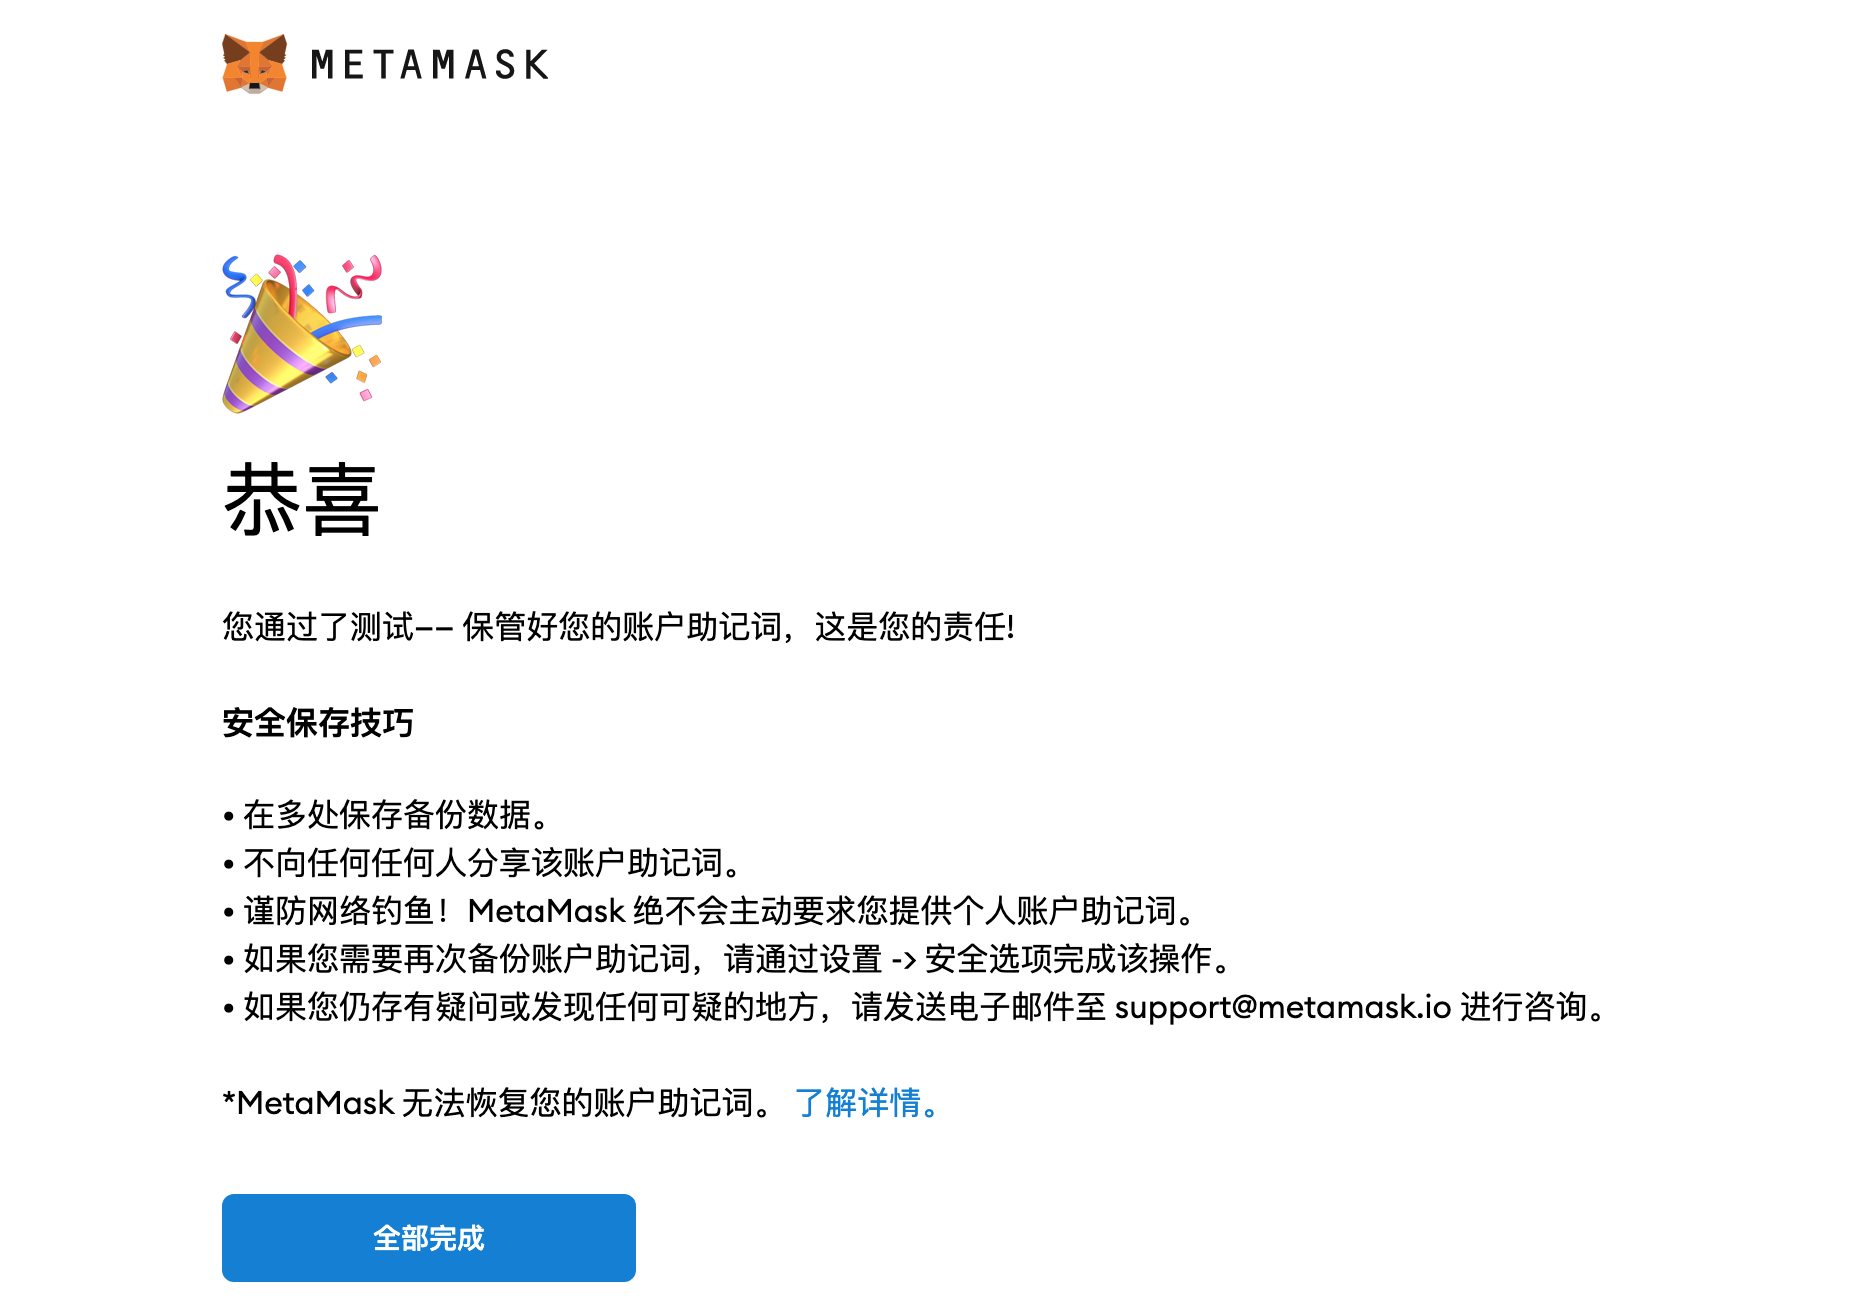 METAMASK
恭喜
您通过了测试–– 保管好您的账户助记词，这是您的责任!
安全保存技巧
• 在多处保存备份数据。
• 不向任何任何人分享该账户助记词。
• 谨防网络钓鱼！MetaMask 绝不会主动要求您提供个人账户助记词。
• 如果您需要再次备份账户助记词，请通过设置 -> 安全选项完成该操作。
• 如果您仍存有疑问或发现任何可疑的地方，请发送电子邮件至 support@metamask.io 进行咨询。
*MetaMask 无法恢复您的账户助记词。 了解详情。
全部完成